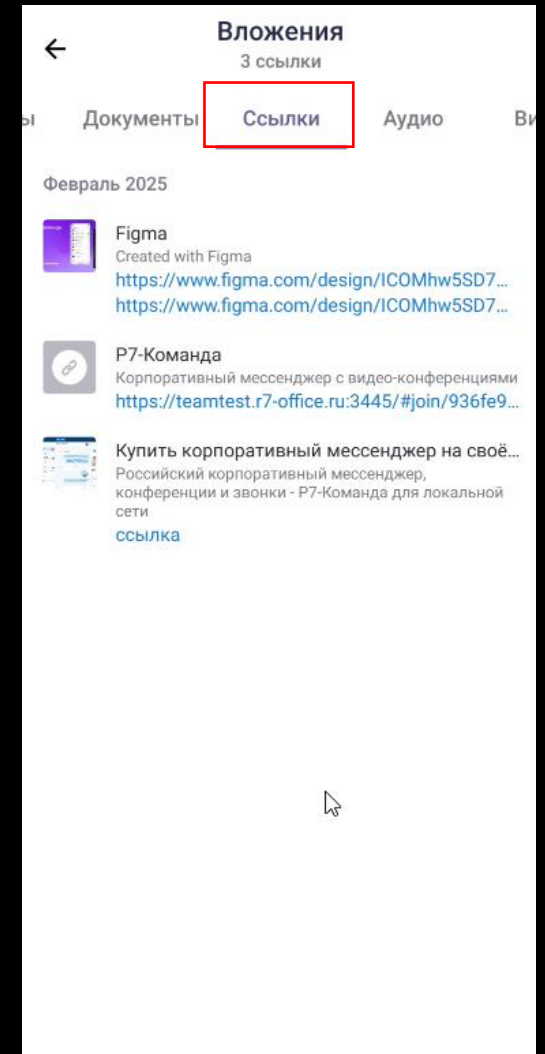 Вложения
3 ссылки
ы Документы Ссылки Аудио Ви
Февраль 2025
Figma
Created with Figma
https://www.figma.com/design/ICOMhw5SD7...
https://www.figma.com/design/ICOMhw5SD7...
Р7-Команда
Корпоративный мессенджер с видео-конференциями
https://teamtest.r7-office.ru:3445/#join/936fe9...
Купить корпоративный мессенджер на своё...
Российский корпоративный мессенджер,
конференции и звонки - Р7-Команда для локальной
сети
ссылка